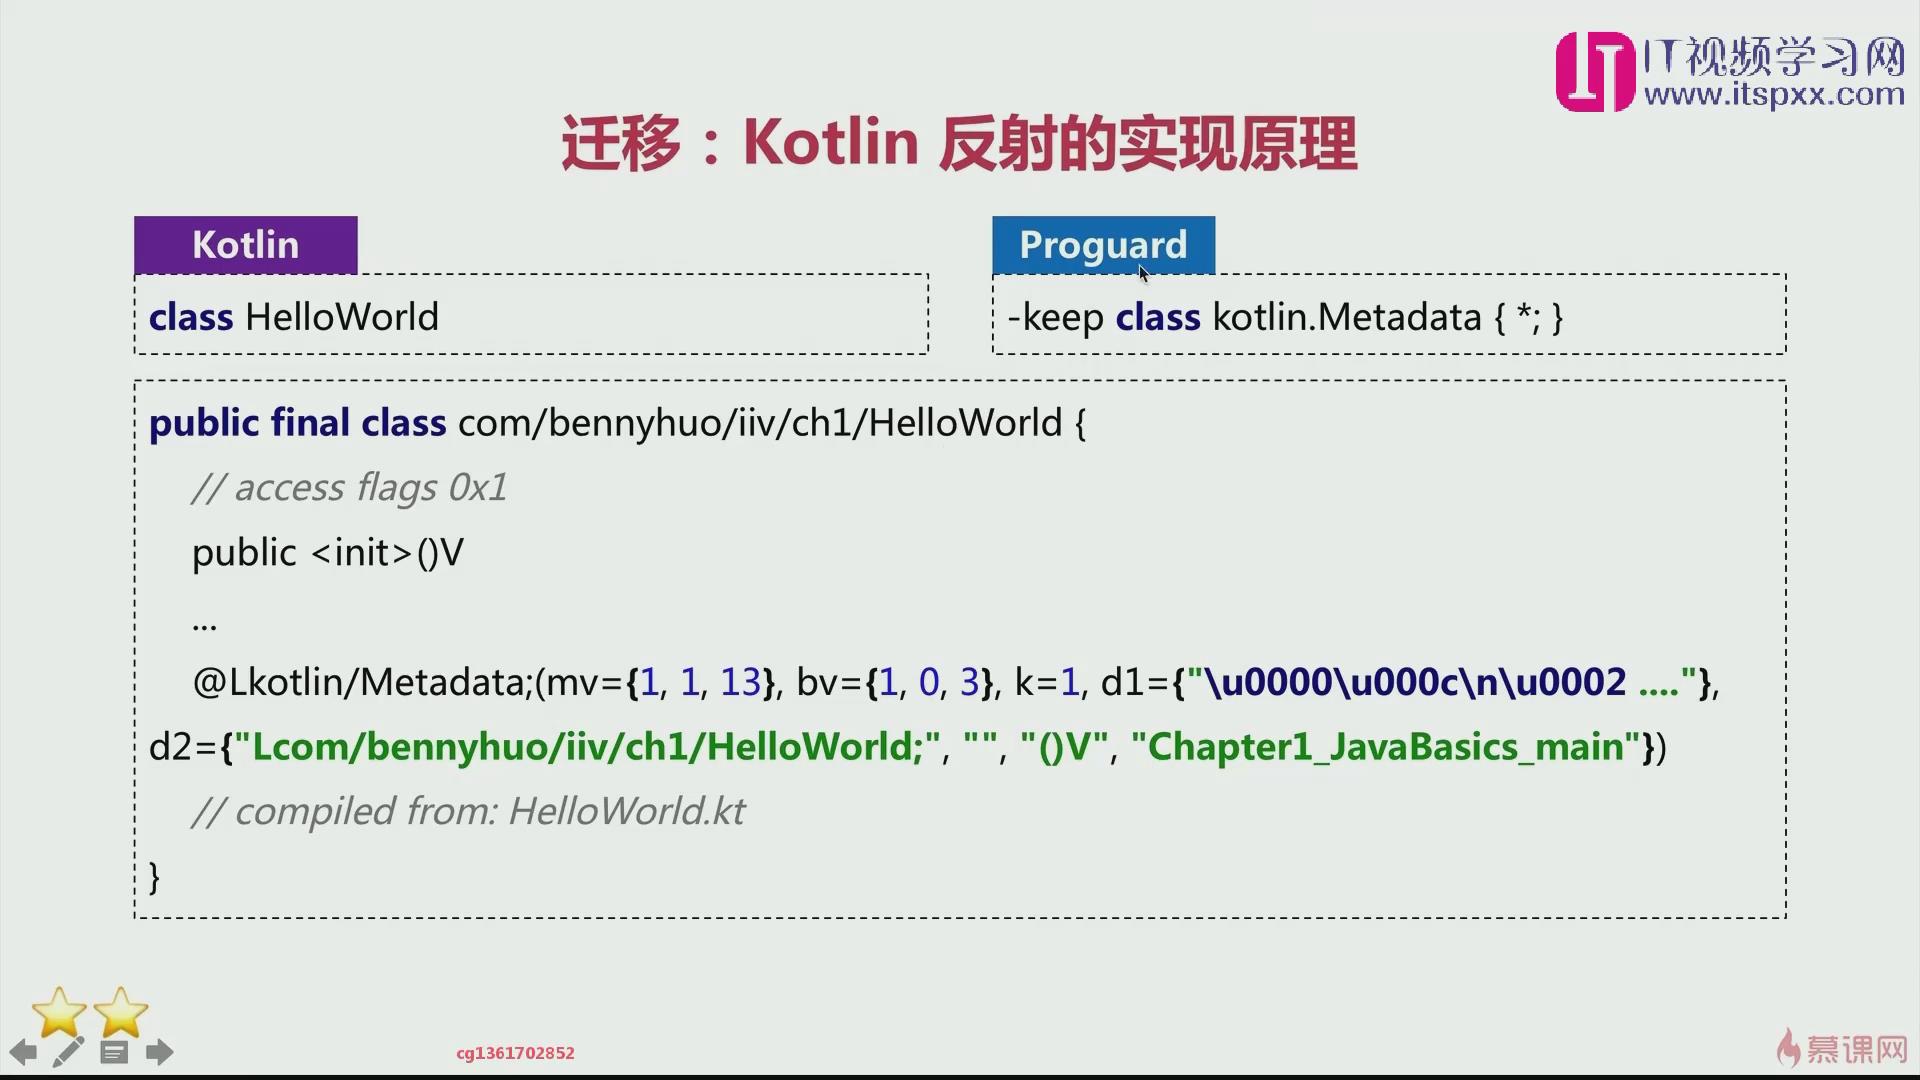 IT视频学习网
www.itspxx.com
迁移：Kotlin 反射的实现原理
Kotlin
class HelloWorld
Proguard
-keep class kotlin.Metadata { *; }
public final class com/bennyhuo/iiv/ch1/HelloWorld {
// access flags 0x1
public <init>()V
...
@Lkotlin/Metadata;(mv={1, 1, 13}, bv={1, 0, 3}, k=1, d1={"\u0000\u000c\n\u0002 ...."},
d2={"Lcom/bennyhuo/iiv/ch1/HelloWorld;", "", "()V", "Chapter1_JavaBasics_main"})
// compiled from: HelloWorld.kt
}
cg1361702852
慕课网